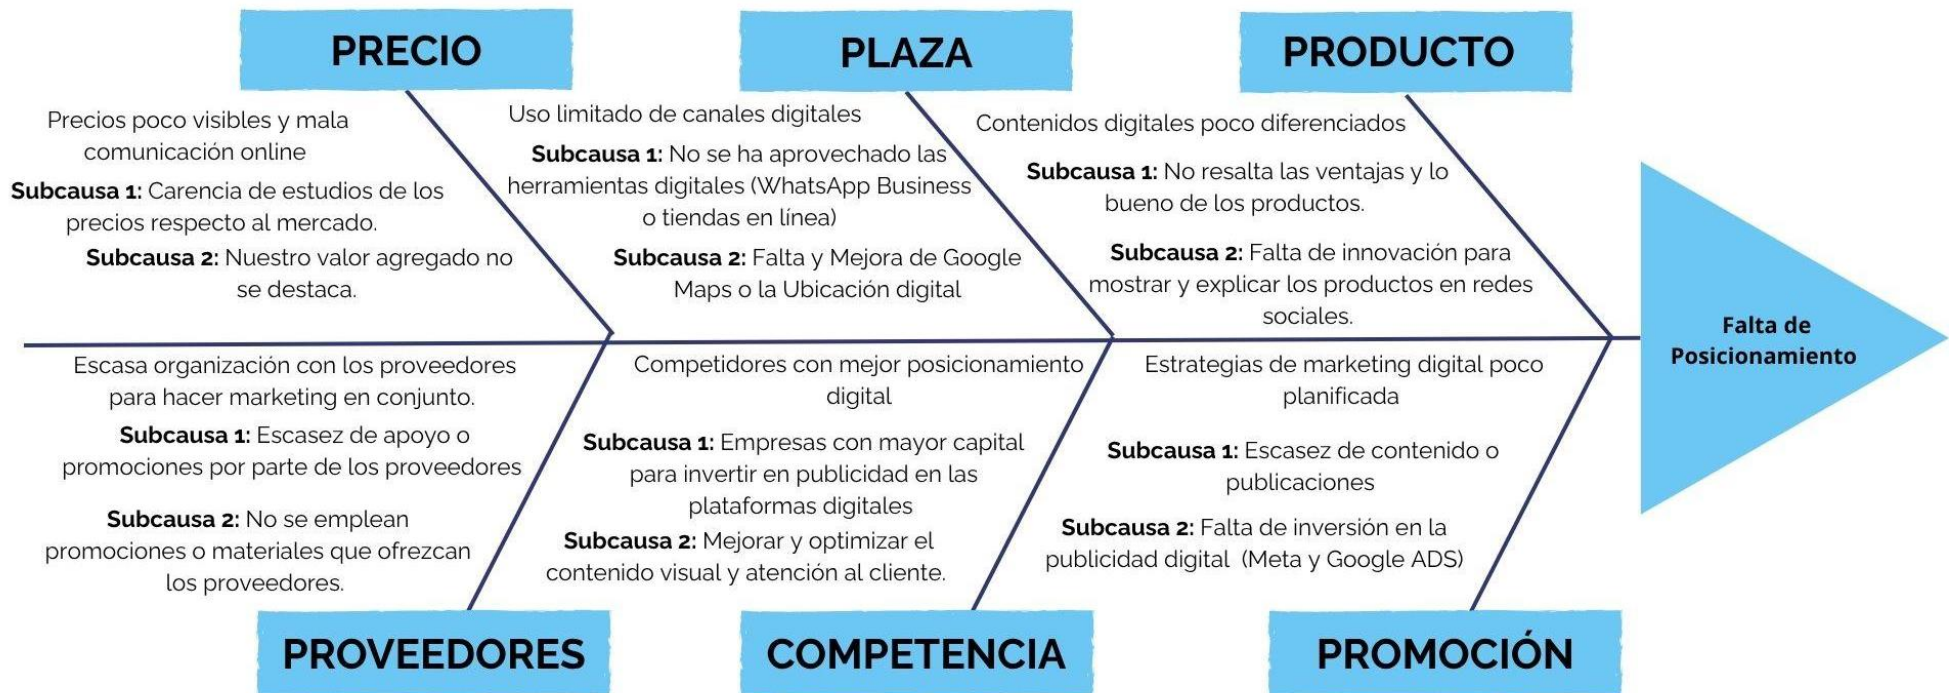 PRECIO
Precios poco visibles y mala
comunicación online
Subcausa 1: Carencia de estudios de los
precios respecto al mercado.
Subcausa 2: Nuestro valor agregado no
se destaca.
PLAZA
Uso limitado de canales digitales
Subcausa 1: No se ha aprovechado las
herramientas digitales (WhatsApp Business
o tiendas en línea)
Subcausa 2: Falta y Mejora de Google
Maps o la Ubicación digital
PRODUCTO
Contenidos digitales poco diferenciados
Subcausa 1: No resalta las ventajas y lo
bueno de los productos.
Subcausa 2: Falta de innovación para
mostrar y explicar los productos en redes
sociales.
Falta de
Posicionamiento
Escasa organización con los proveedores
para hacer marketing en conjunto.
Subcausa 1: Escasez de apoyo o
promociones por parte de los proveedores
Subcausa 2: No se emplean
promociones o materiales que ofrezcan
los proveedores.
PROVEEDORES
Competidores con mejor posicionamiento
digital
Subcausa 1: Empresas con mayor capital
para invertir en publicidad en las
plataformas digitales
Subcausa 2: Mejorar y optimizar el
contenido visual y atención al cliente.
COMPETENCIA
Estrategias de marketing digital poco
planificada
Subcausa 1: Escasez de contenido o
publicaciones
Subcausa 2: Falta de inversión en la
publicidad digital (Meta y Google ADS)
PROMOCIÓN